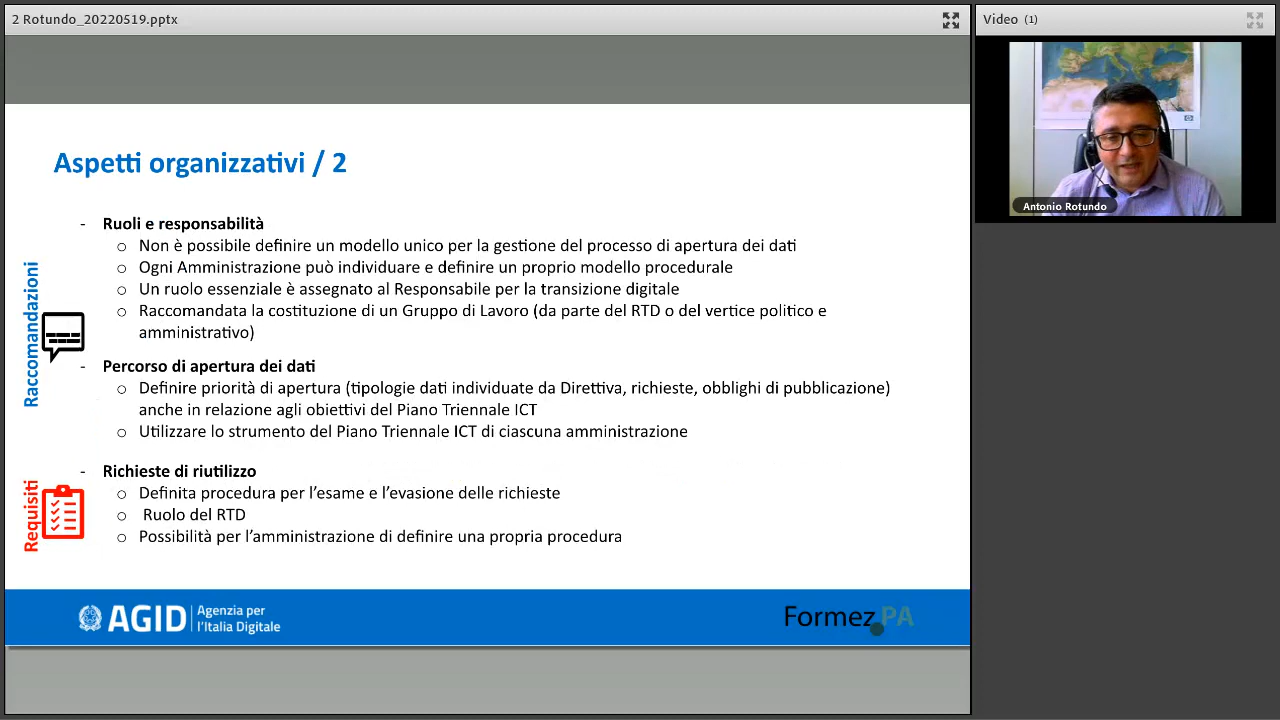 2 Rotundo_20220519.pptx
Video (1)
Antonio Rotundo
Aspetti organizzativi / 2
Raccomandazioni
- Ruoli e responsabilità
o Non è possibile definire un modello unico per la gestione del processo di apertura dei dati
o Ogni Amministrazione può individuare e definire un proprio modello procedurale
o Un ruolo essenziale è assegnato al Responsabile per la transizione digitale
o Raccomandata la costituzione di un Gruppo di Lavoro (da parte del RTD o del vertice politico e
amministrativo)
- Percorso di apertura dei dati
o Definire priorità di apertura (tipologie dati individuate da Direttiva, richieste, obblighi di pubblicazione)
anche in relazione agli obiettivi del Piano Triennale ICT
o Utilizzare lo strumento del Piano Triennale ICT di ciascuna amministrazione
Requisiti
- Richieste di riutilizzo
o Definita procedura per l'esame e l'evasione delle richieste
o Ruolo del RTD
o Possibilità per l'amministrazione di definire una propria procedura
AGID
Agenzia per
l'Italia Digitale
Formez PA